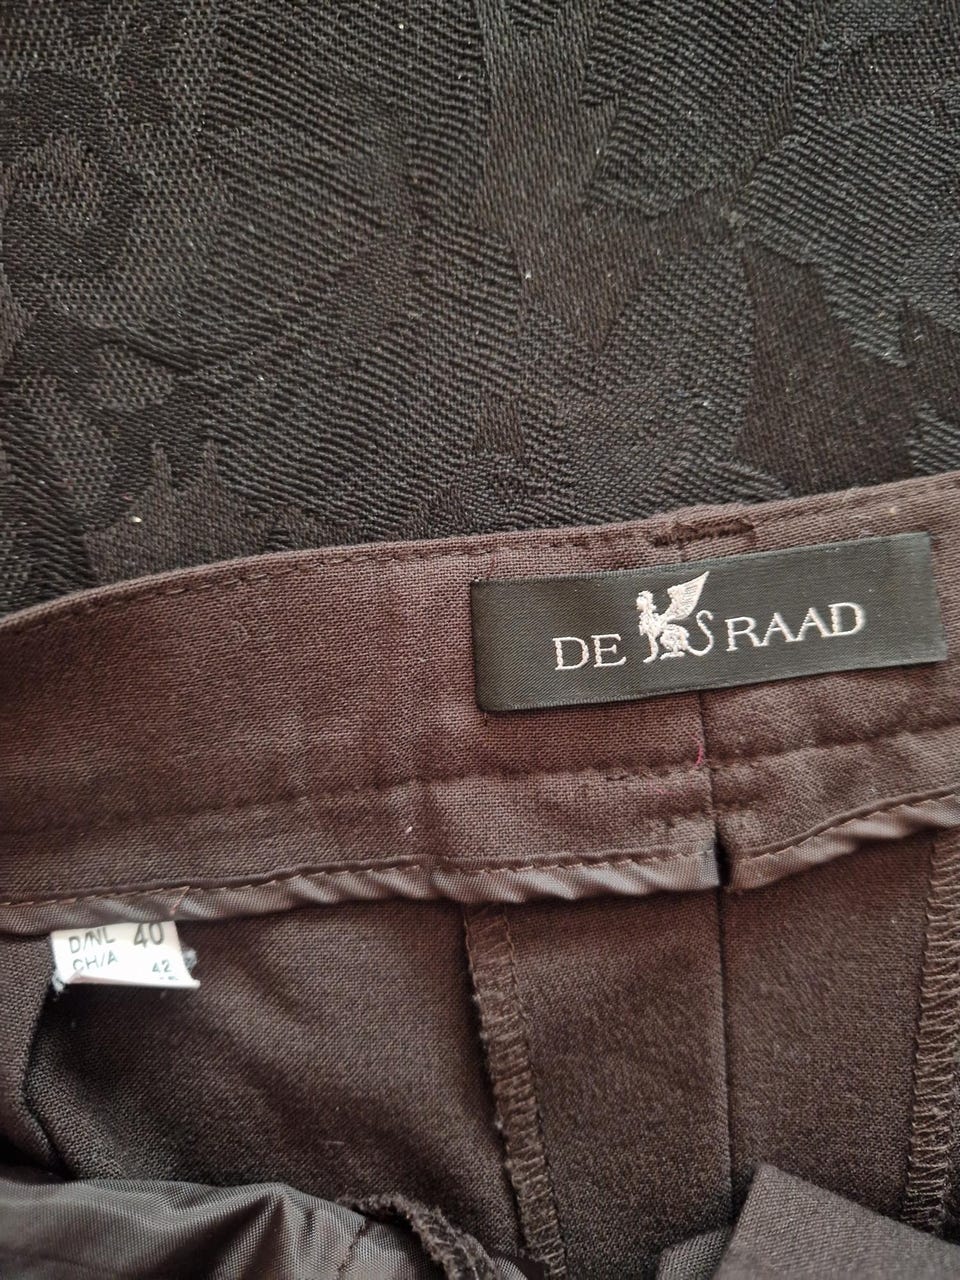 DE S RAAD
D/NL 40
CH/A 42